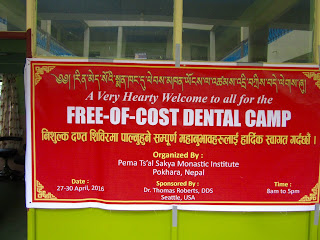 A Very Hearty Welcome to all for the
FREE-OF-COST DENTAL CAMP
निःशुल्क दन्त शिविरमा पाल्नुहुने सम्पूर्ण महानुभावहरुलाई हार्दिक स्वागत गर्दछौं ।
Organized By :
Pema Ts'al Sakya Monastic Institute
Pokhara, Nepal
Date :
27-30 April, 2016
Sponsored By :
Dr. Thomas Roberts, DDS
Seattle, USA
Time :
8am to 5pm